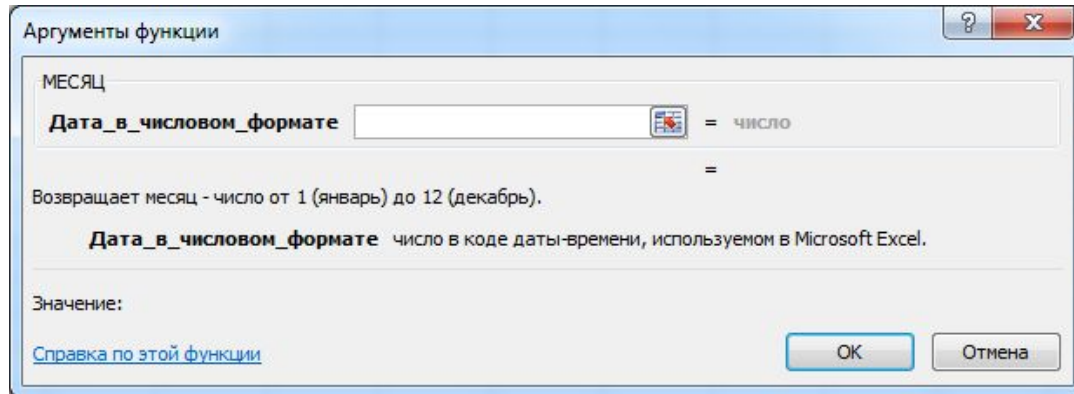 Аргументы функции
МЕСЯЦ
Дата_в_числовом_формате = число
=
Возвращает месяц - число от 1 (январь) до 12 (декабрь).
Дата_в_числовом_формате число в коде даты-времени, используемом в Microsoft Excel.
Значение:
Справка по этой функции OK Отмена